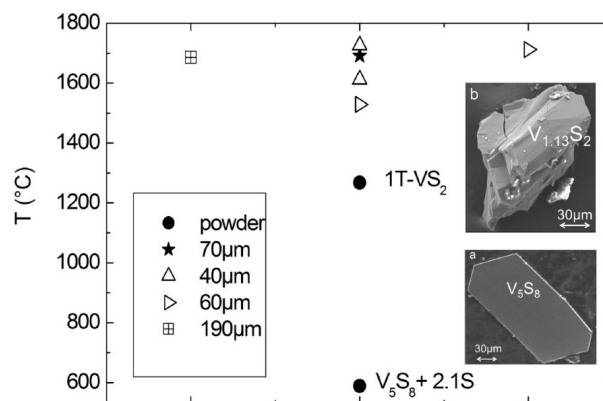 1800
1600
1400
1200
1000
800
600
T (°C)
powder
70µm
40µm
60µm
190µm
1T-VS₂
V₅S₈+ 2.1S
b
V₁.₁₃S₂
30µm
a
V₅S₈
30µm